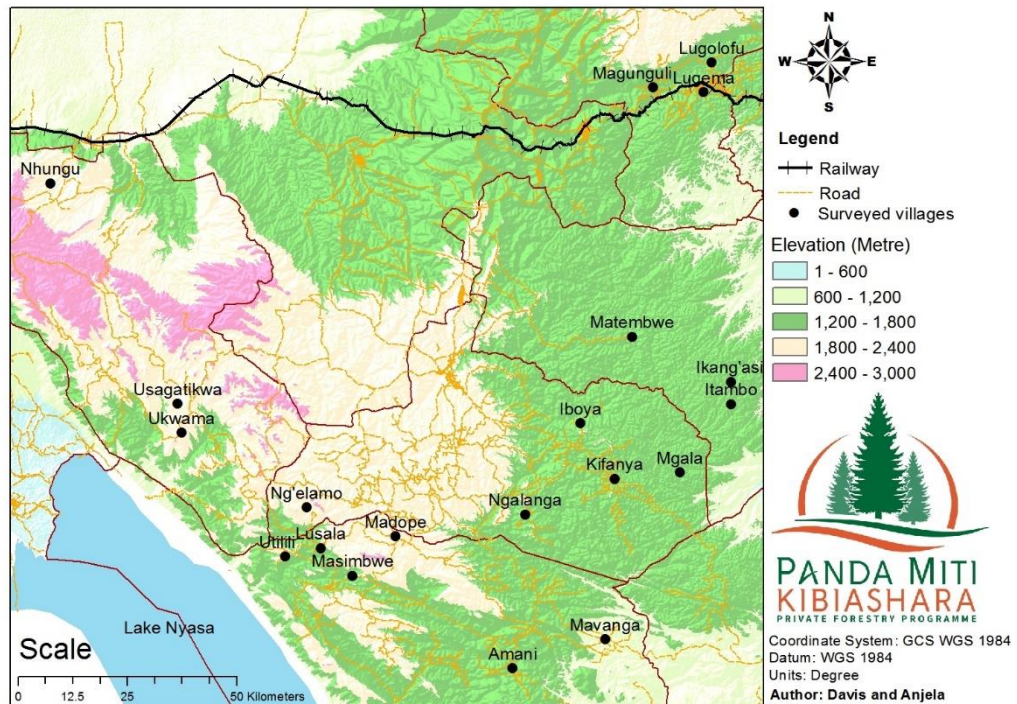 Lugolofu
Magunguli
Lugema
Nhungu
Matembwe
Ikang'asi
Itambo
Usagatikwa
Ukwama
Iboya
Kifanya
Mgala
Ng'elamo
Ngalanga
Madope
Utilili
Lusala
Masimbwe
Lake Nyasa
Mavanga
Amani
Scale
0 12.5 25 50 Kilometers
N
W E
S
Legend
Railway
Road
Surveyed villages
Elevation (Metre)
1 - 600
600 - 1,200
1,200 - 1,800
1,800 - 2,400
2,400 - 3,000
PANDA MITI
KIBIASHARA
PRIVATE FORESTRY PROGRAMME
Coordinate System: GCS WGS 1984
Datum: WGS 1984
Units: Degree
Author: Davis and Anjela